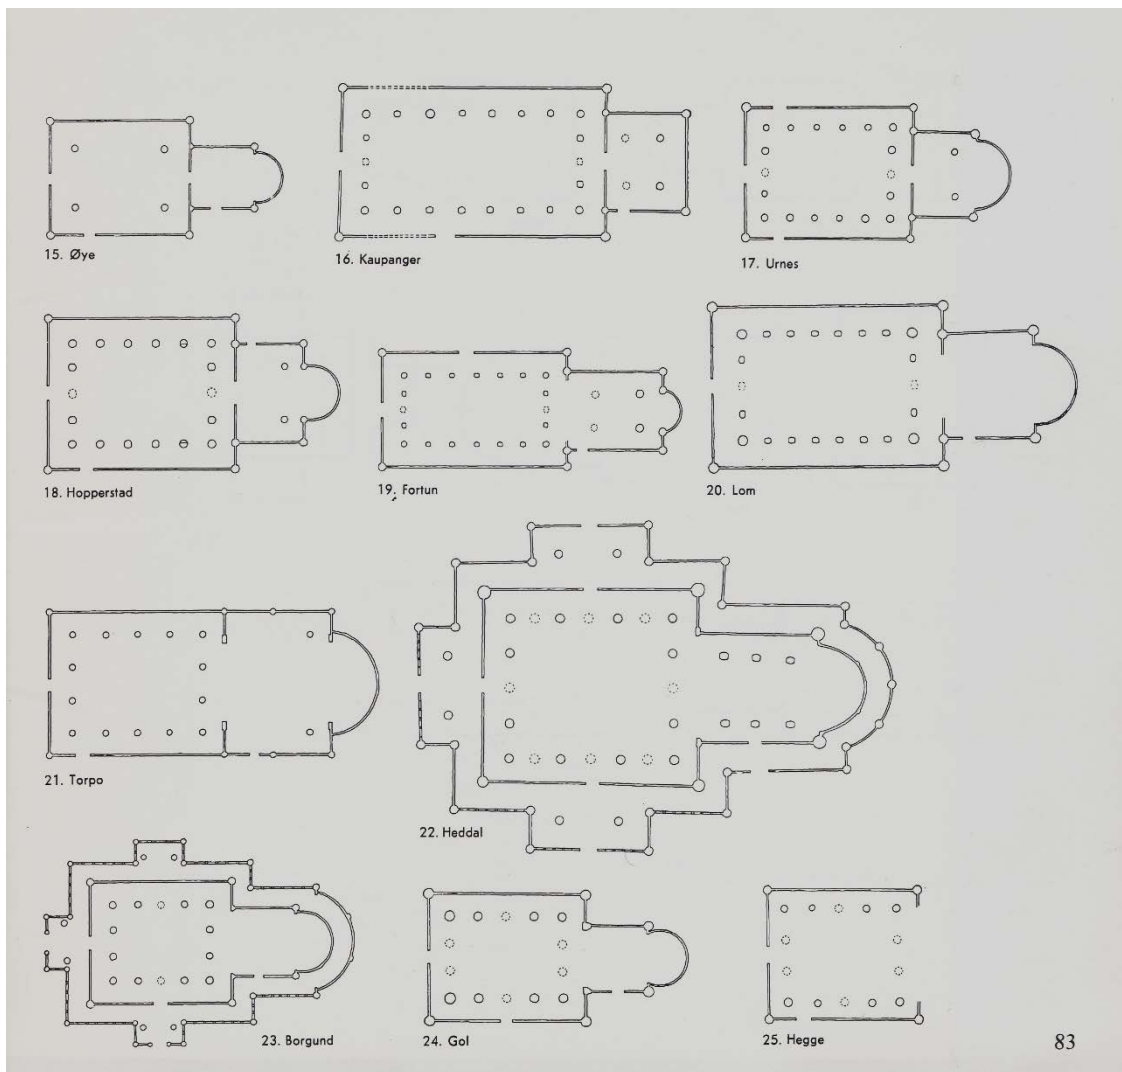 15. Øye
16. Kaupanger
17. Urnes
18. Hopperstad
19. Fortun
20. Lom
21. Torpo
22. Heddal
23. Borgund
24. Gol
25. Hegge
83